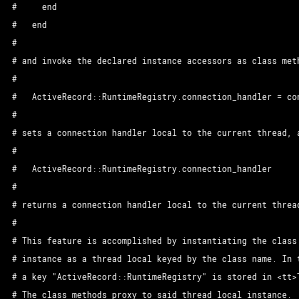 #     end
#   end
#
# and invoke the declared instance accessors as class
#
#   ActiveRecord::RuntimeRegistry.connection_handler =
#
# sets a connection handler local to the current thread,
#
#   ActiveRecord::RuntimeRegistry.connection_handler
#
# returns a connection handler local to the current
#
# This feature is accomplished by instantiating the class
# instance as a thread local keyed by the class name. In
# a key "ActiveRecord::RuntimeRegistry" is stored in <tt>
# The class methods proxy to said thread local instance.